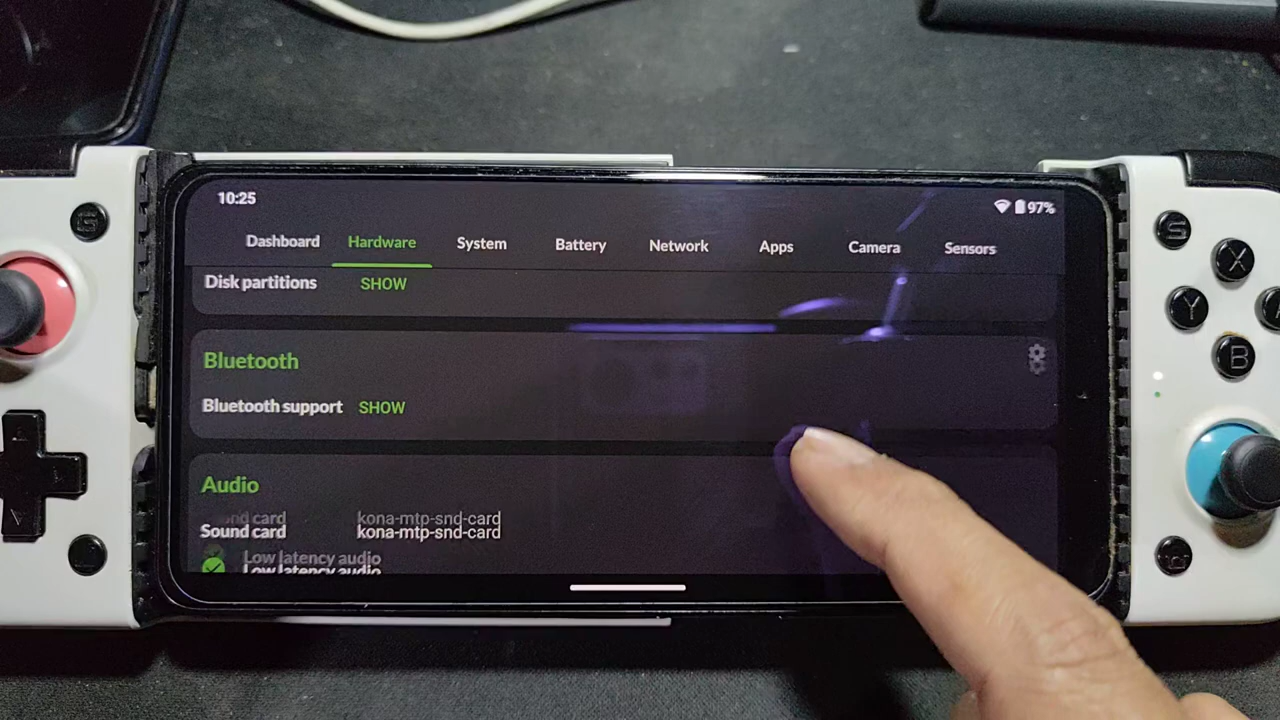 10:25
97%
Dashboard Hardware System Battery Network Apps Camera Sensors
Disk partitions SHOW
Bluetooth
Bluetooth support SHOW
Audio
Sound card kona-mtp-snd-card
Low latency audio
S
X
Y
B